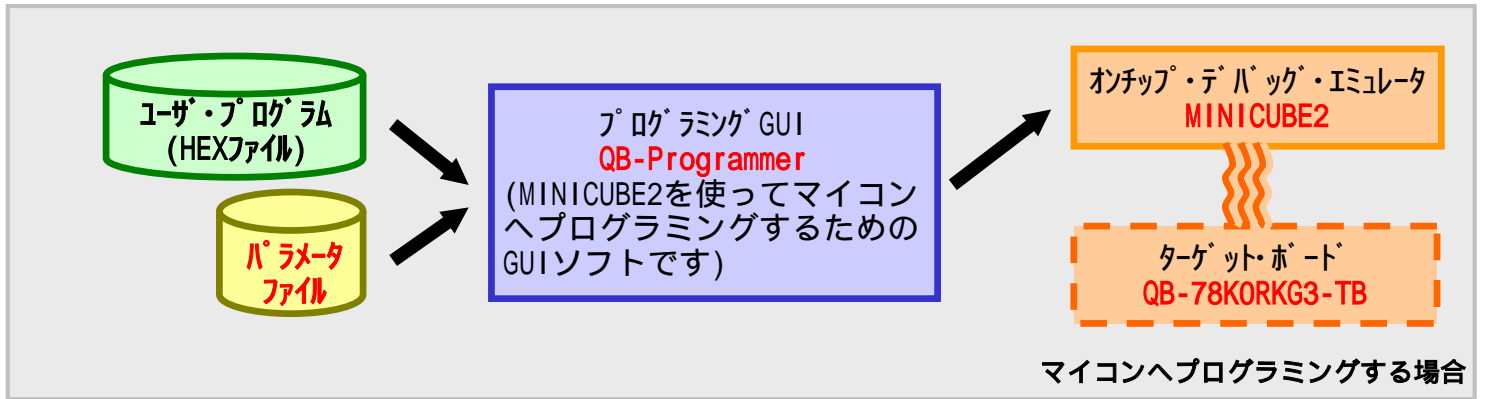 ﾕｰｻﾞ・ﾌﾟﾛｸﾞﾗﾑ
(HEXﾌｧｲﾙ)
ﾊﾟﾗﾒｰﾀ
ﾌｧｲﾙ
ﾌﾟﾛｸﾞﾗﾐﾝｸﾞGUI
QB-Programmer
(MINICUBE2を使ってマイコン
へプログラミングするための
GUIソフトです)
ｵﾝﾁｯﾌﾟ・ﾃﾞﾊﾞｯｸﾞ・ｴﾐｭﾚｰﾀ
MINICUBE2
ﾀｰｹﾞｯﾄ・ﾎﾞｰﾄﾞ
QB-78K0RKG3-TB
マイコンへプログラミングする場合